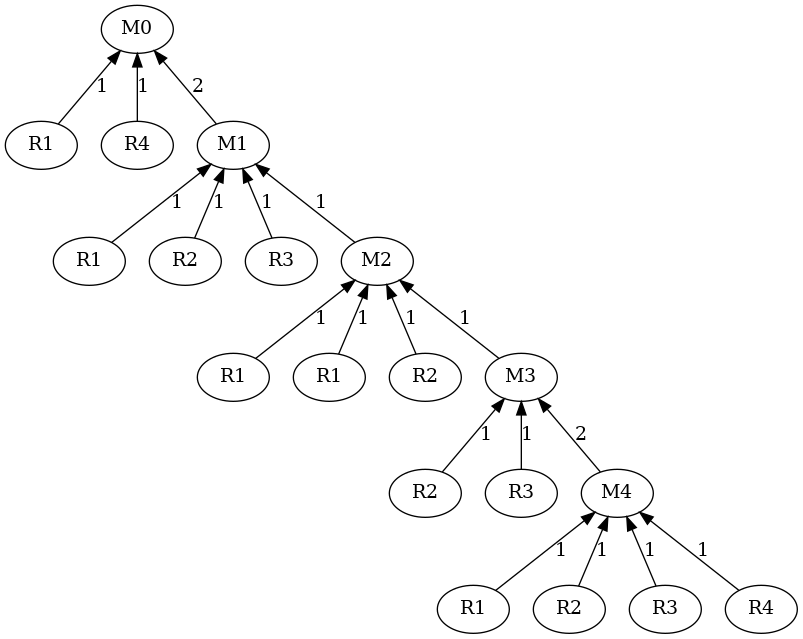 M0
1 1 2
R1 R4 M1
1 1 1 1
R1 R2 R3 M2
1 1 1 1
R1 R1 R2 M3
1 1 2
R2 R3 M4
1 1 1 1
R1 R2 R3 R4